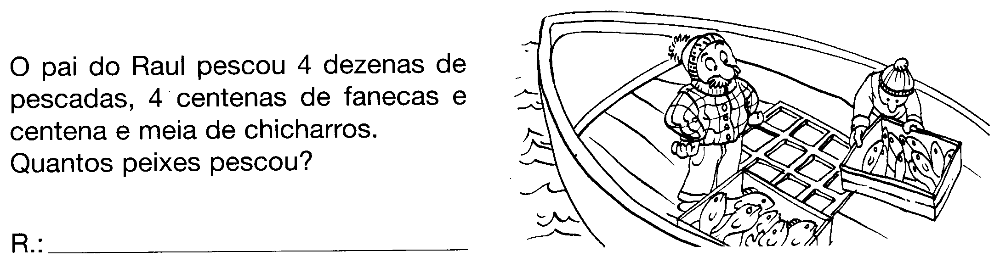 O pai do Raul pescou 4 dezenas de
pescadas, 4 centenas de fanecas e
centena e meia de chicharros.
Quantos peixes pescou?
R.: